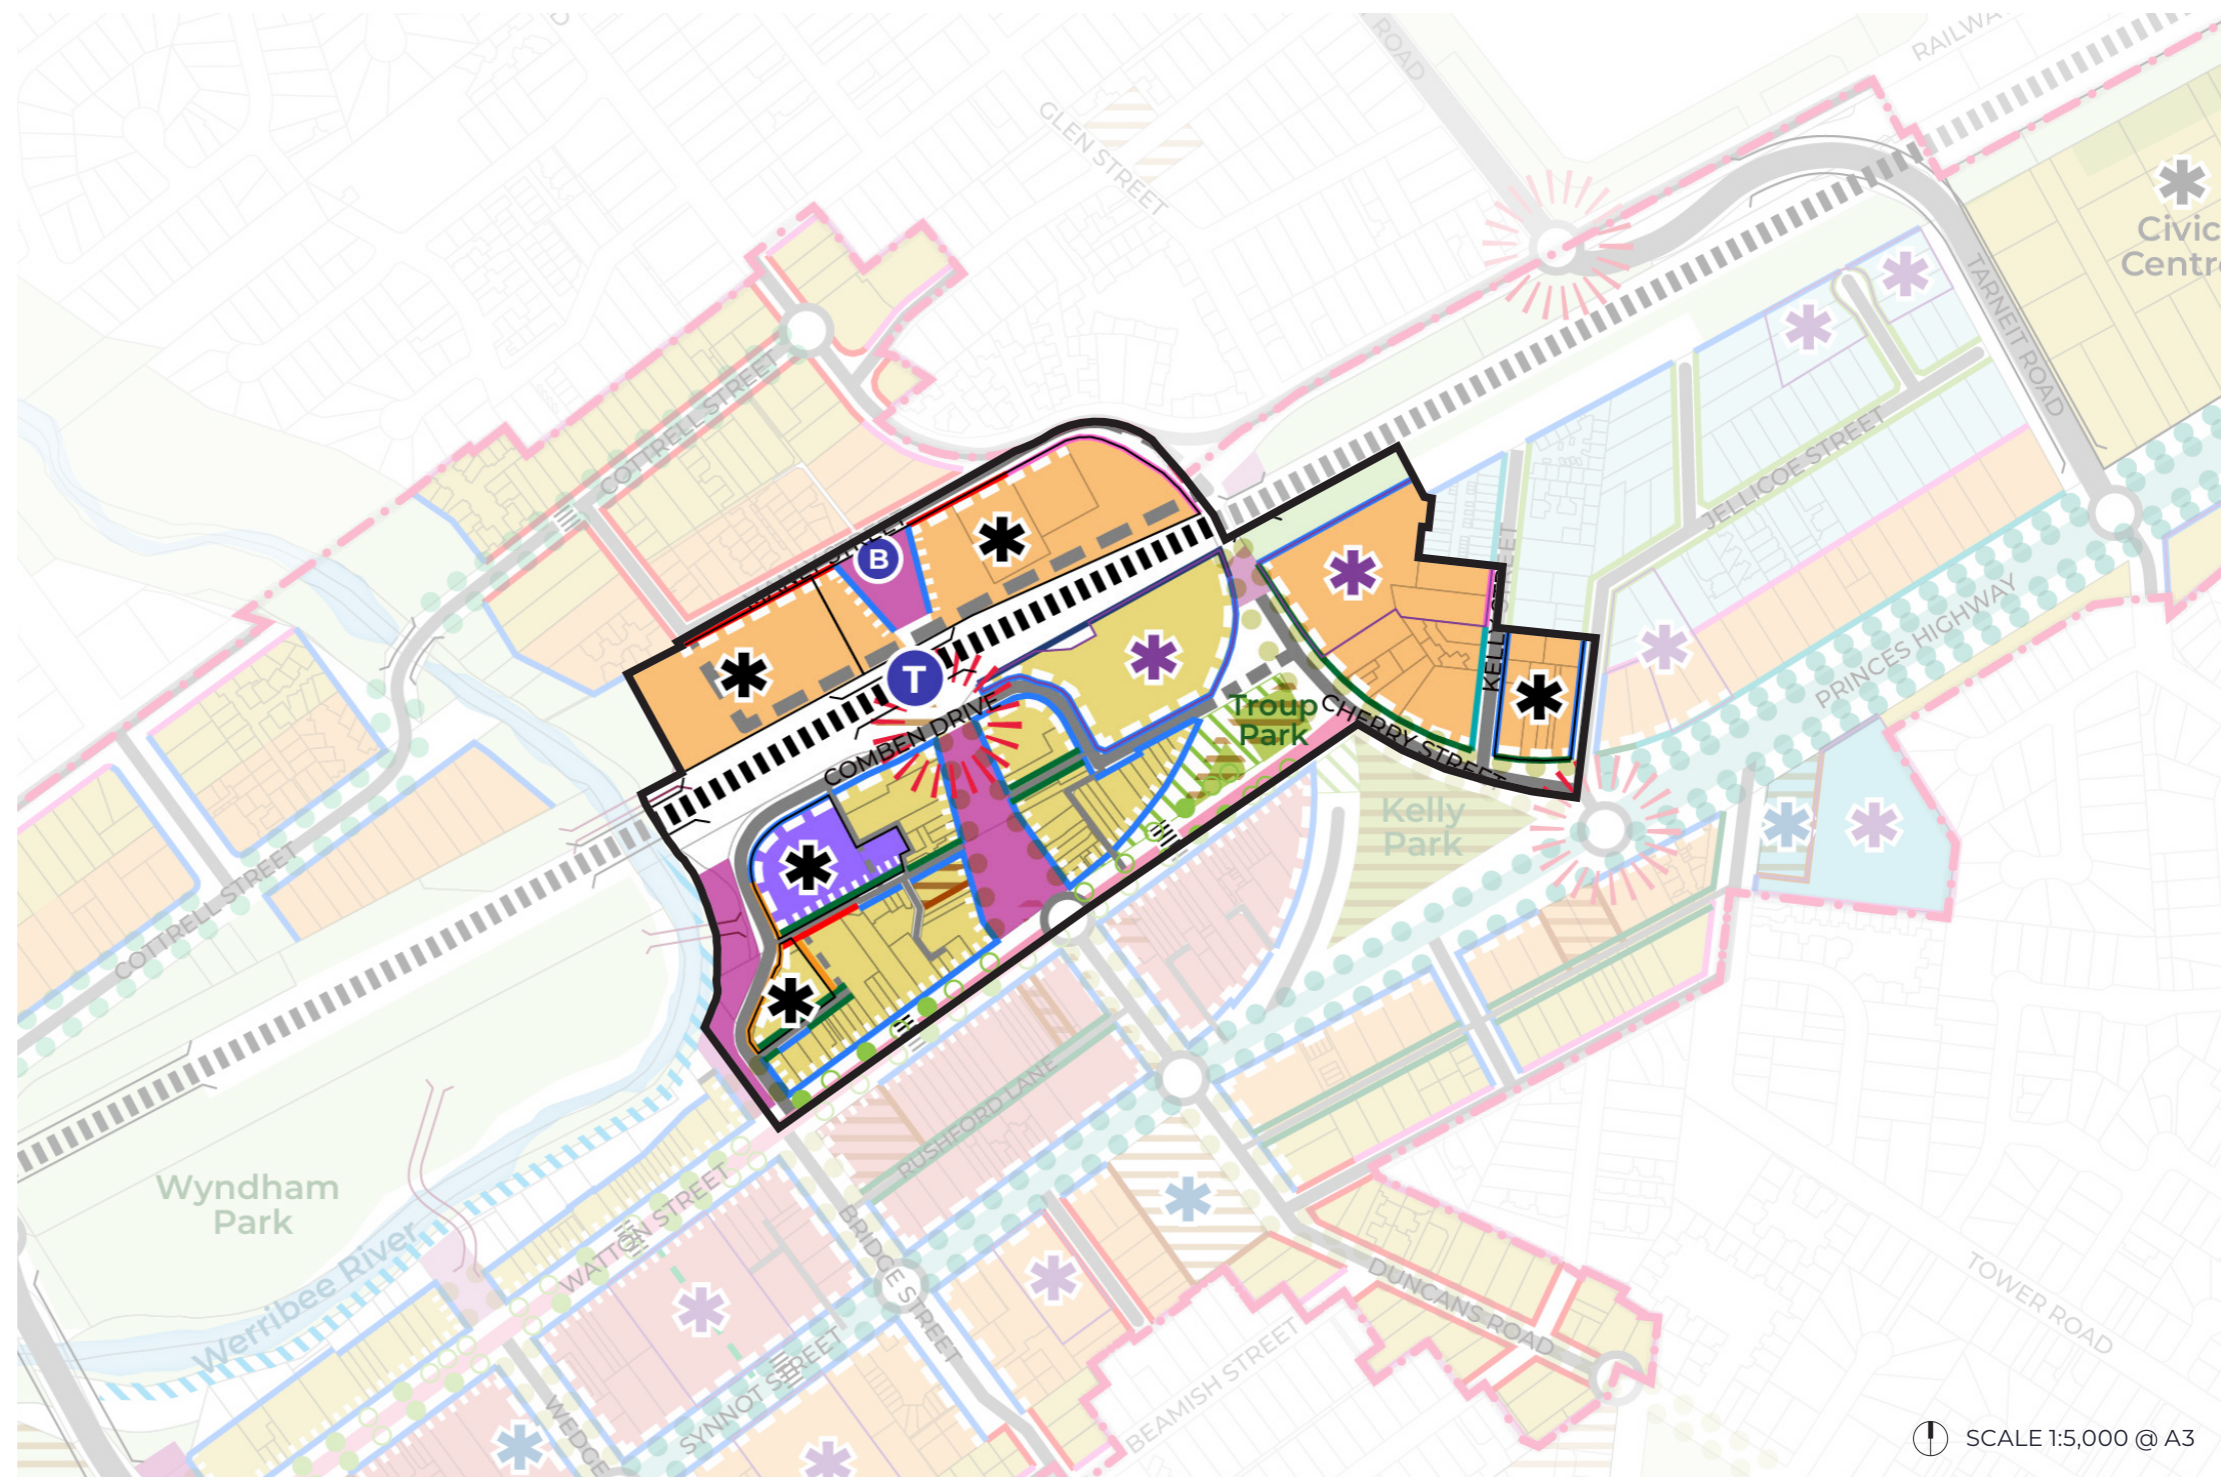 ROAD
RAILWA
GLEN STREET
Civic
Centr
TARNEIT ROAD
COTTRELL STREET
JELLICOE STREET
B
T
KELLY STREET
PRINCES HIGHWAY
COMBEN DRIVE
Troup
Park
CHERRY STREET
Kelly
Park
COTTRELL STREET
RUSHFORD LANE
Wyndham
Park
Werribee River
WATTON STREET
BRIDGE STREET
SYNNOT STREET
WEDGE
DUNCANS ROAD
BEAMISH STREET
TOWER ROAD
SCALE 1:5,000 @ A3